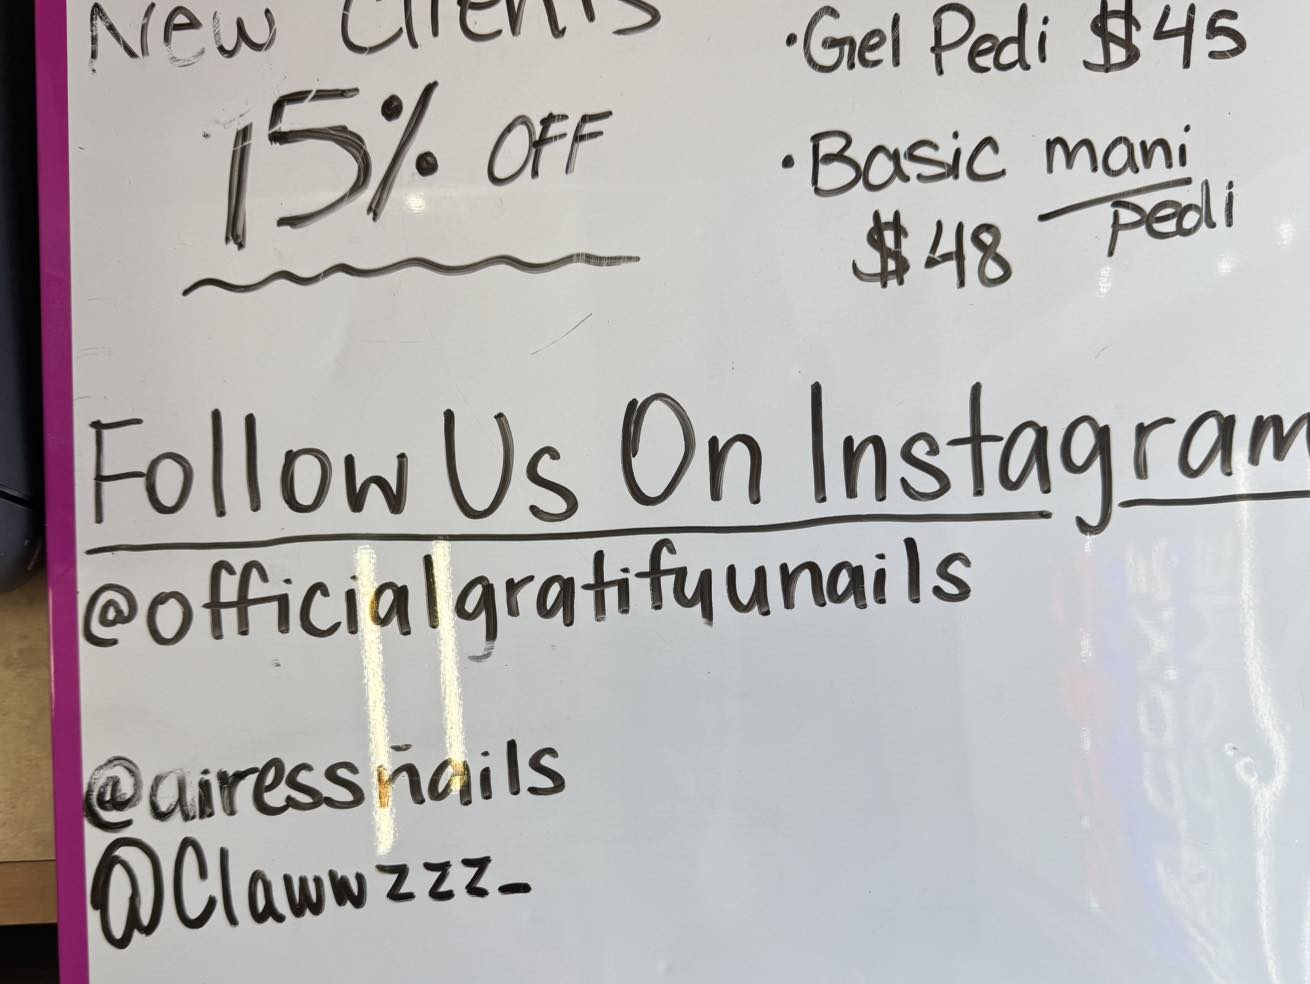 New Clients
15% OFF
·Gel Pedi $45
·Basic mani
pedi
$48
Follow Us On Instagram
@officialgratifyunails
@airessnails
@Clawwzzz_